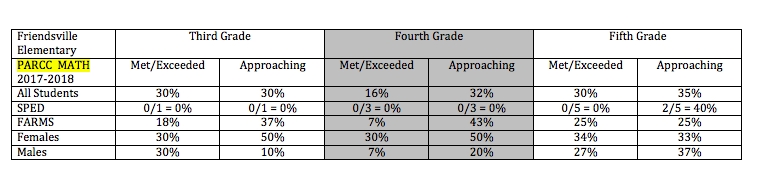 Friendsville Elementary Third Grade Fourth Grade Fifth Grade
PARCC MATH 2017-2018 Met/Exceeded Approaching Met/Exceeded Approaching Met/Exceeded Approaching
All Students 30% 30% 16% 32% 30% 35%
SPED 0/1 = 0% 0/1 = 0% 0/3 = 0% 0/3 = 0% 0/5 = 0% 2/5 = 40%
FARMS 18% 37% 7% 43% 25% 25%
Females 30% 50% 30% 50% 34% 33%
Males 30% 10% 7% 20% 27% 37%